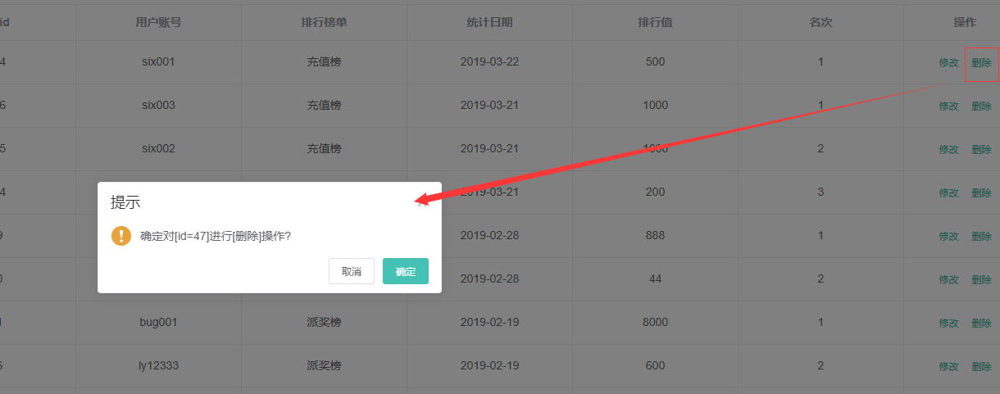 id 用户账号 排行榜单 统计日期 排行值 名次 操作
4 six001 充值榜 2019-03-22 500 1 修改 删除
6 six003 充值榜 2019-03-21 1000 1 修改 删除
5 six002 充值榜 2019-03-21 1000 2 修改 删除
4 2019-03-21 200 3 修改 删除
提示
9 2019-02-28 888 1 修改 删除
确定对[id=47]进行[删除]操作?
0 2019-02-28 44 2 修改 删除
取消 确定
bug001 派奖榜 2019-02-19 8000 1 修改 删除
6 ly12333 派奖榜 2019-02-19 600 2 修改 删除